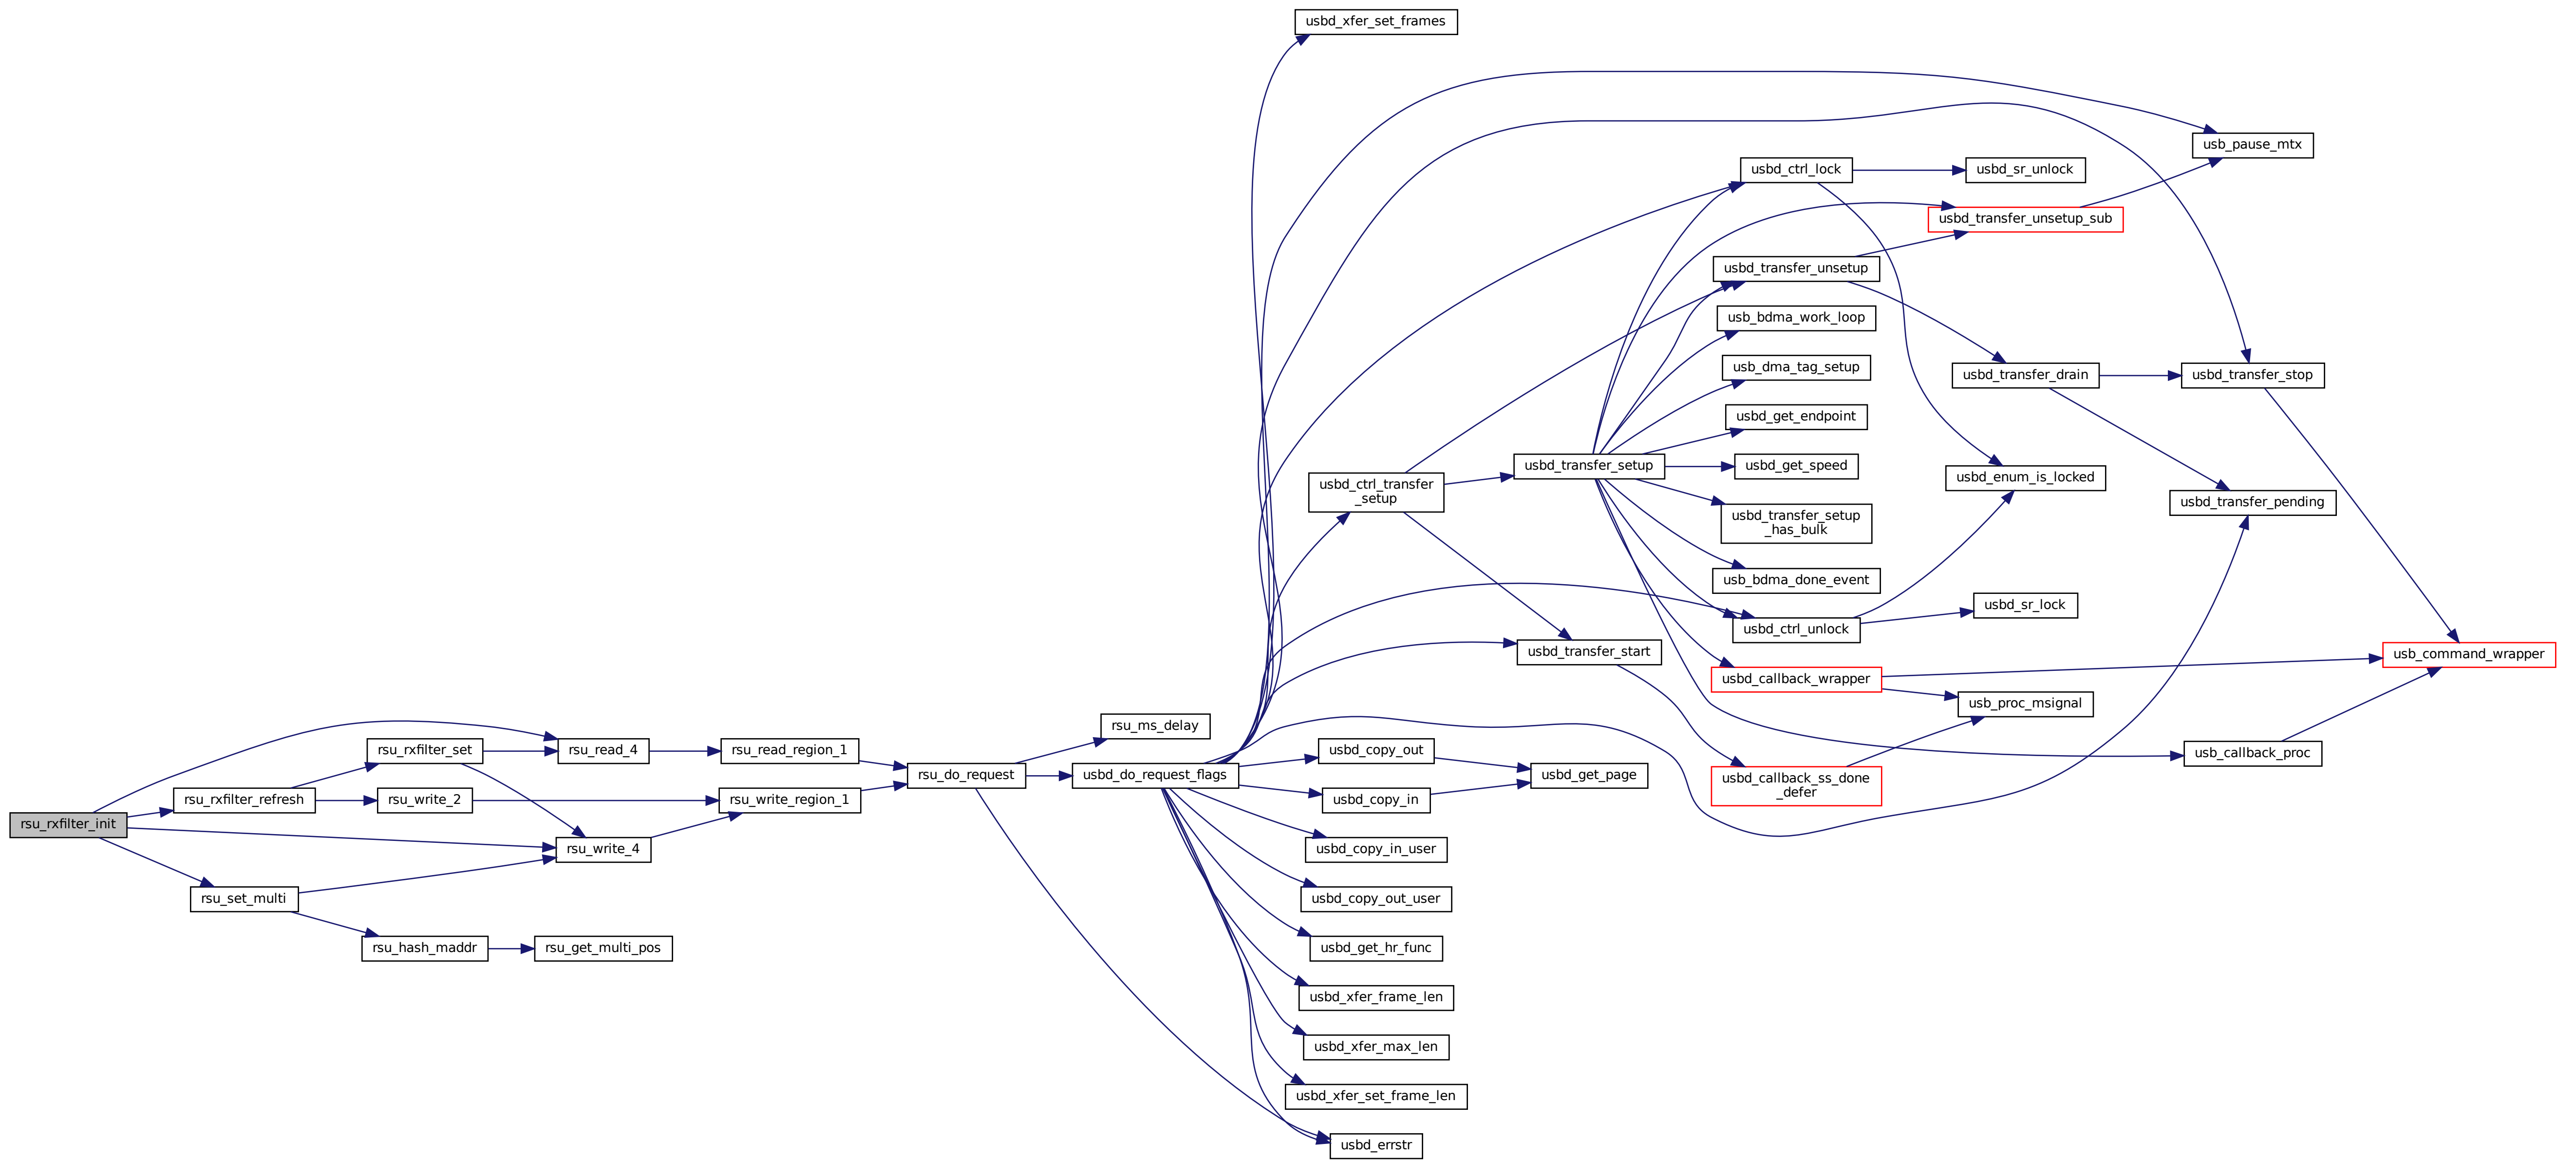 usbd_xfer_set_frames
usb_pause_mtx
usbd_ctrl_lock
usbd_sr_unlock
usbd_transfer_unsetup_sub
usbd_transfer_unsetup
usb_bdma_work_loop
usb_dma_tag_setup
usbd_transfer_drain
usbd_transfer_stop
usbd_get_endpoint
usbd_transfer_setup
usbd_get_speed
usbd_enum_is_locked
usbd_ctrl_transfer
_setup
usbd_transfer_pending
usbd_transfer_setup
_has_bulk
usb_bdma_done_event
usbd_sr_lock
usbd_ctrl_unlock
usbd_transfer_start
usb_command_wrapper
usbd_callback_wrapper
usb_proc_msignal
rsu_ms_delay
rsu_rxfilter_set
rsu_read_4
rsu_read_region_1
usbd_copy_out
usb_callback_proc
rsu_do_request
usbd_do_request_flags
usbd_get_page
usbd_callback_ss_done
_defer
rsu_rxfilter_refresh
rsu_write_2
rsu_write_region_1
usbd_copy_in
rsu_rxfilter_init
rsu_write_4
usbd_copy_in_user
rsu_set_multi
usbd_copy_out_user
rsu_hash_maddr
rsu_get_multi_pos
usbd_get_hr_func
usbd_xfer_frame_len
usbd_xfer_max_len
usbd_xfer_set_frame_len
usbd_errstr